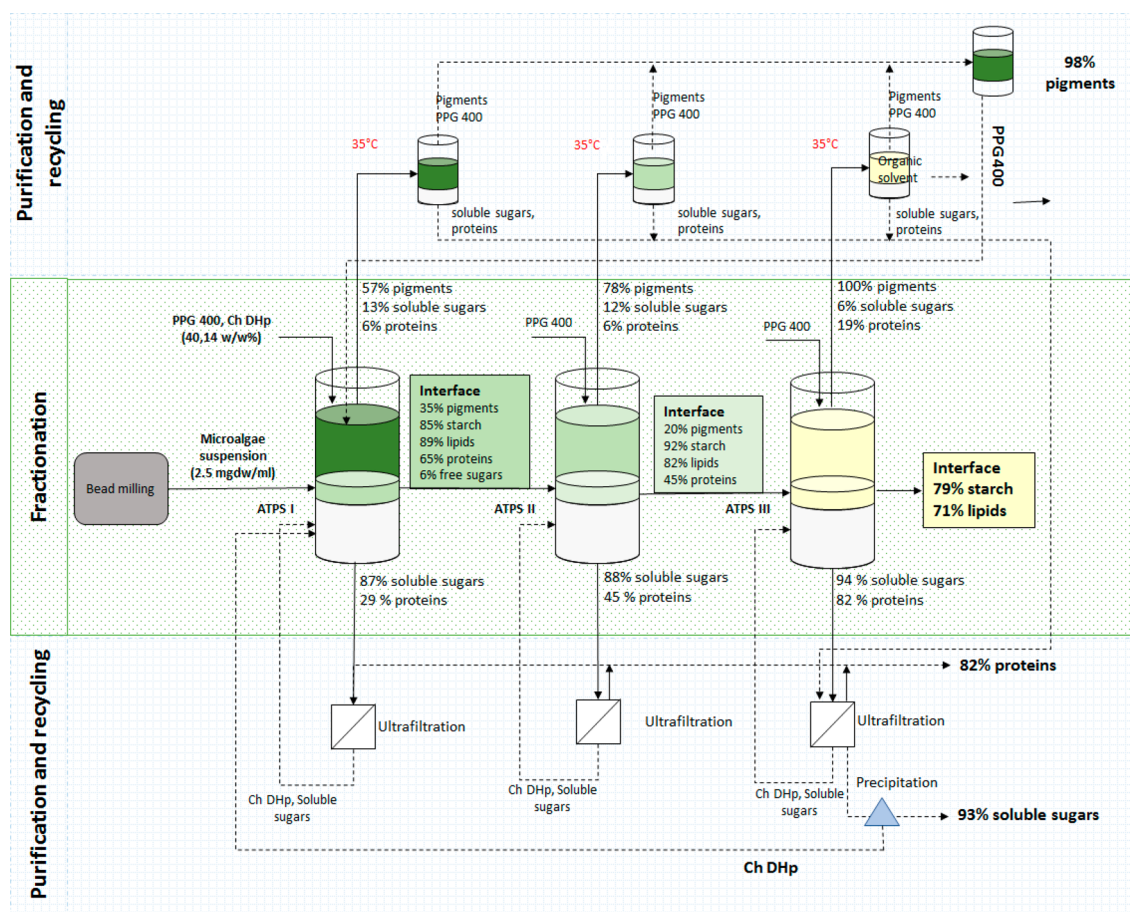 Purification and
recycling
98%
pigments
Pigments
PPG 400
Pigments
PPG 400
Pigments
PPG 400
35°C
35°C
35°C
Organic
solvent
PPG400
soluble sugars,
proteins
soluble sugars,
proteins
soluble sugars,
proteins
Fractionation
57% pigments
13% soluble sugars
6% proteins
78% pigments
12% soluble sugars
6% proteins
100% pigments
6% soluble sugars
19% proteins
PPG 400, Ch DHp
(40,14 w/w%)
PPG 400
PPG 400
Interface
35% pigments
85% starch
89% lipids
65% proteins
6% free sugars
Interface
20% pigments
92% starch
82% lipids
45% proteins
Interface
79% starch
71% lipids
Microalgae
suspension
(2.5 mgdw/ml)
Bead milling
ATPS I
ATPS II
ATPS III
87% soluble sugars
29 % proteins
88% soluble sugars
45 % proteins
94 % soluble sugars
82 % proteins
Purification and recycling
82% proteins
Ultrafiltration
Ultrafiltration
Ultrafiltration
Ch DHp, Soluble
sugars
Ch DHp, Soluble
sugars
Ch DHp, Soluble
sugars
Precipitation
93% soluble sugars
Ch DHp